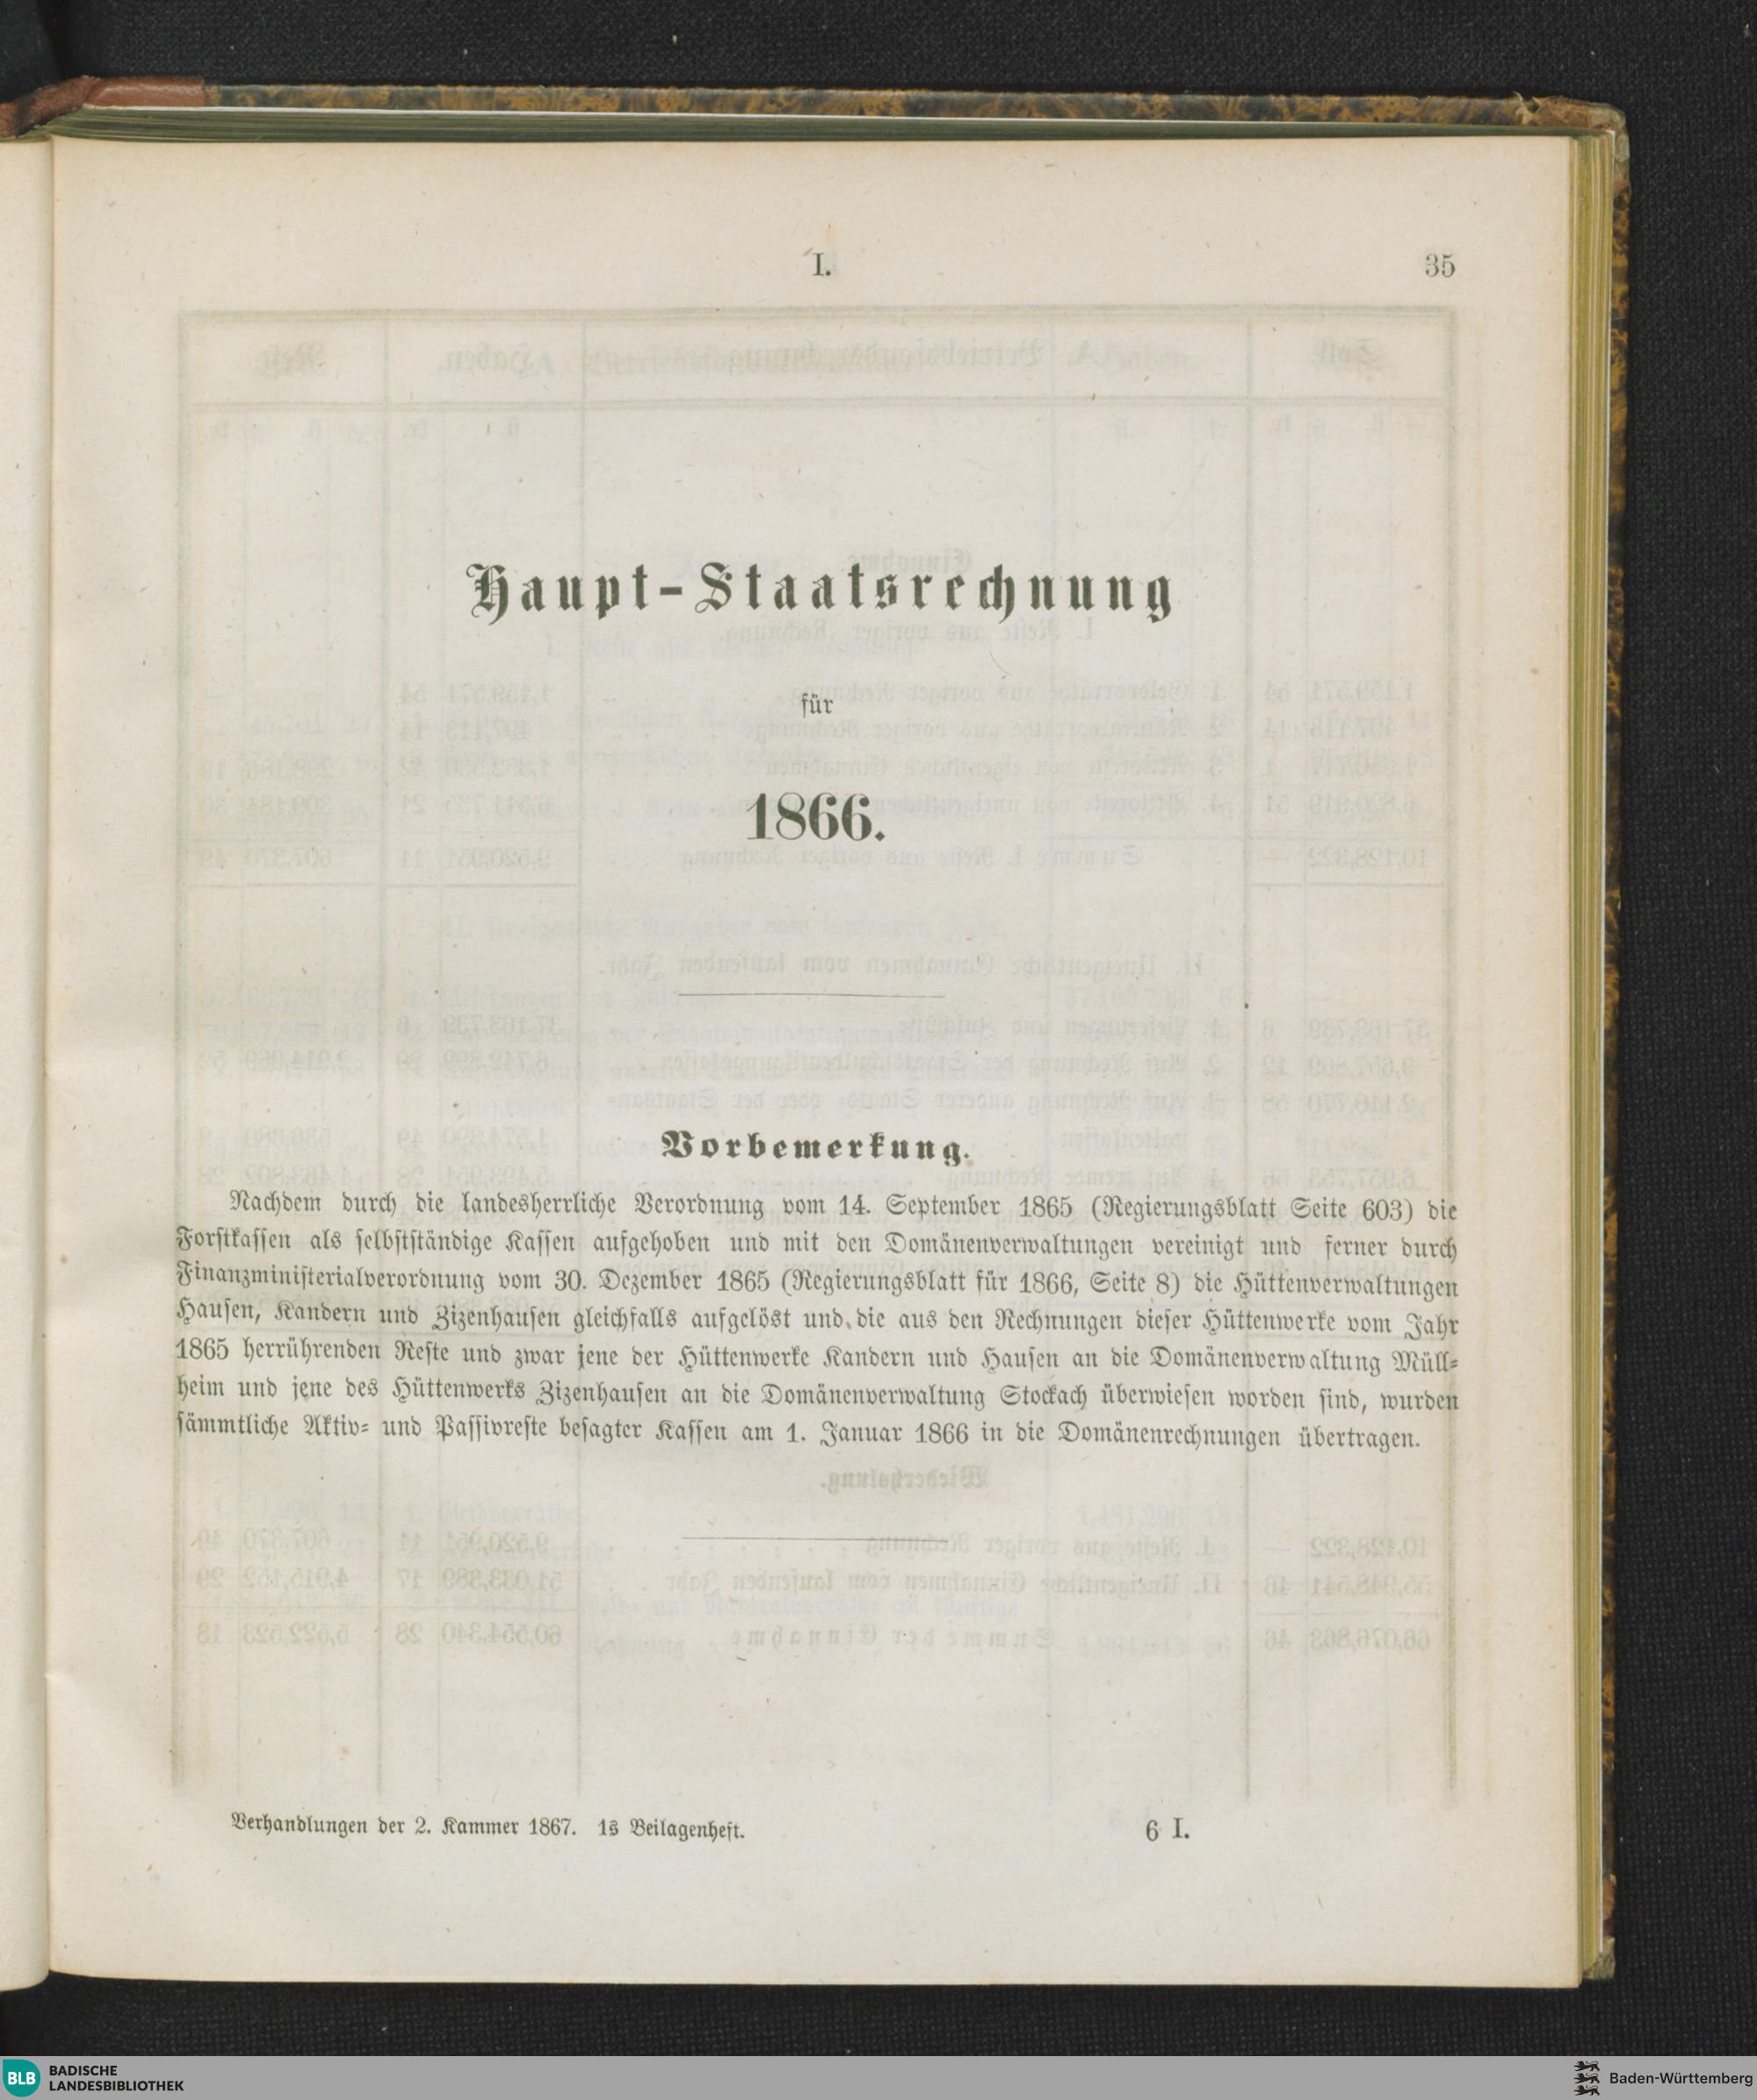 I.
35
Haupt-Staatsrechnung
für
1866.
Vorbemerkung.
Nachdem durch die landesherrliche Verordnung vom 14. September 1865 (Regierungsblatt Seite 603) die
Forstkassen als selbstständige Kassen aufgehoben und mit den Domänenverwaltungen vereinigt und ferner durch
Finanzministerialverordnung vom 30. Dezember 1865 (Regierungsblatt für 1866, Seite 8) die Hüttenverwaltungen
Hausen, Kandern und Zizenhausen gleichfalls aufgelöst und die aus den Rechnungen dieser Hüttenwerke vom Jahr
1865 herrührenden Reste und zwar jene der Hüttenwerke Kandern und Hausen an die Domänenverwaltung Müll-
heim und jene des Hüttenwerks Zizenhausen an die Domänenverwaltung Stockach überwiesen worden sind, wurden
sämmtliche Aktiv- und Passivreste besagter Kassen am 1. Januar 1866 in die Domänenrechnungen übertragen.
Verhandlungen der 2. Kammer 1867. 1s Beilagenheft.
6 I.
BLB BADISCHE
LANDESBIBLIOTHEK
Baden-Württemberg